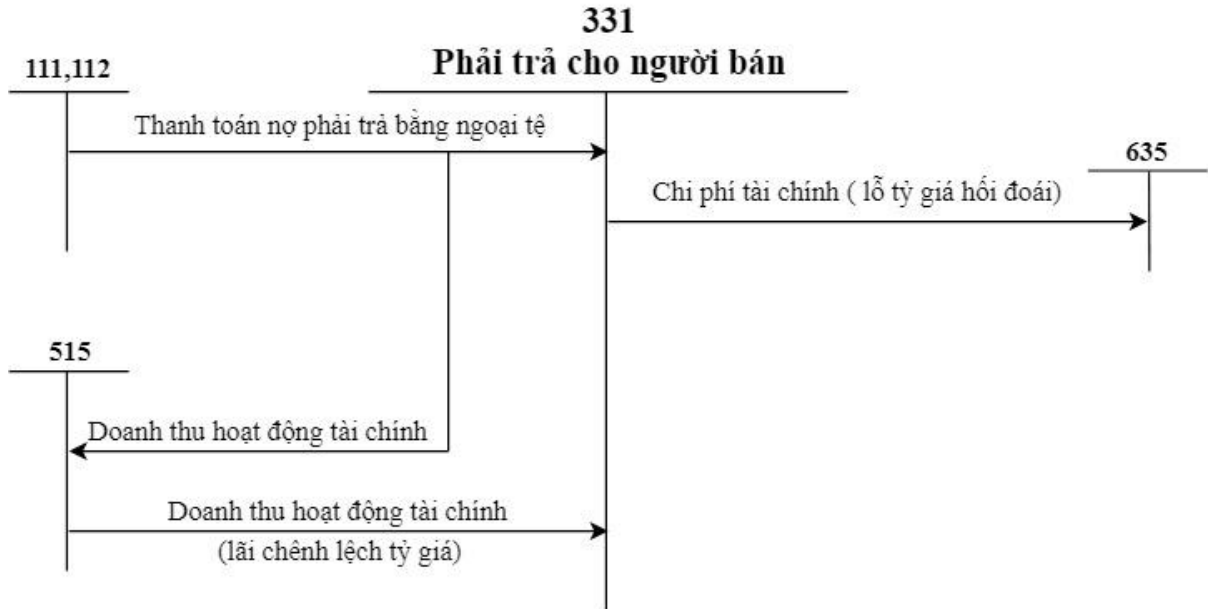 331
Phải trả cho người bán
111,112
Thanh toán nợ phải trả bằng ngoại tệ
635
Chi phí tài chính ( lỗ tỷ giá hối đoái)
515
Doanh thu hoạt động tài chính
Doanh thu hoạt động tài chính
(lãi chênh lệch tỷ giá)